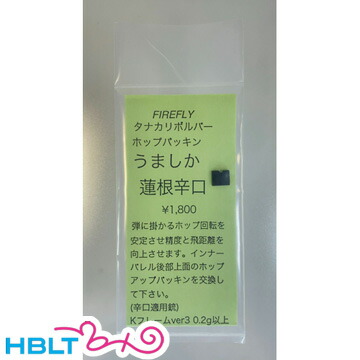 FIREFLY
タナカリボルバー
ホップパッキン
うましか
蓮根辛口
¥1,800
弾に掛かるホップ回転を
安定させ精度と飛距離を
向上させます。インナー
バレル後部上面のホップ
アップパッキンを交換し
て下さい。
(辛口適用銃)
Kフレームver3 0.2g以上
HBLT